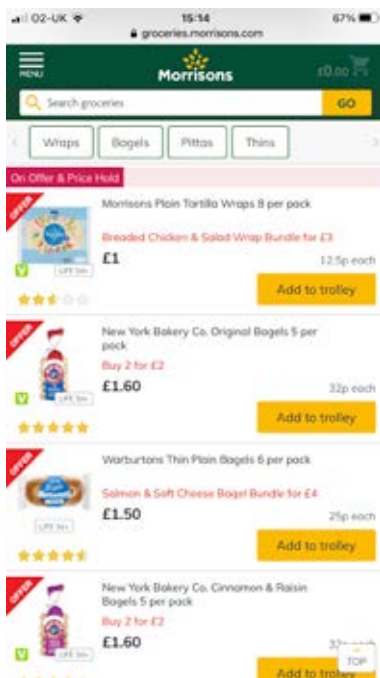 O2-UK 15:14 67%
groceries.morrisons.com
MENU Morrisons £0.00
Search groceries GO
Wraps Bagels Pittas Thins
On Offer & Price Hold
OFFER
Morrisons Plain Tortilla Wraps 8 per pack
Breaded Chicken & Salad Wrap Bundle for £3
£1 12.5p each
V LIFE 5d+
Add to trolley
OFFER
New York Bakery Co. Original Bagels 5 per
pack
Buy 2 for £2
£1.60 32p each
V
Add to trolley
OFFER
Warburtons Thin Plain Bagels 6 per pack
Salmon & Soft Cheese Bagel Bundle for £4
£1.50 25p each
Add to trolley
OFFER
New York Bakery Co. Cinnamon & Raisin
Bagels 5 per pack
Buy 2 for £2
£1.60
V
TOP
Add to trolley